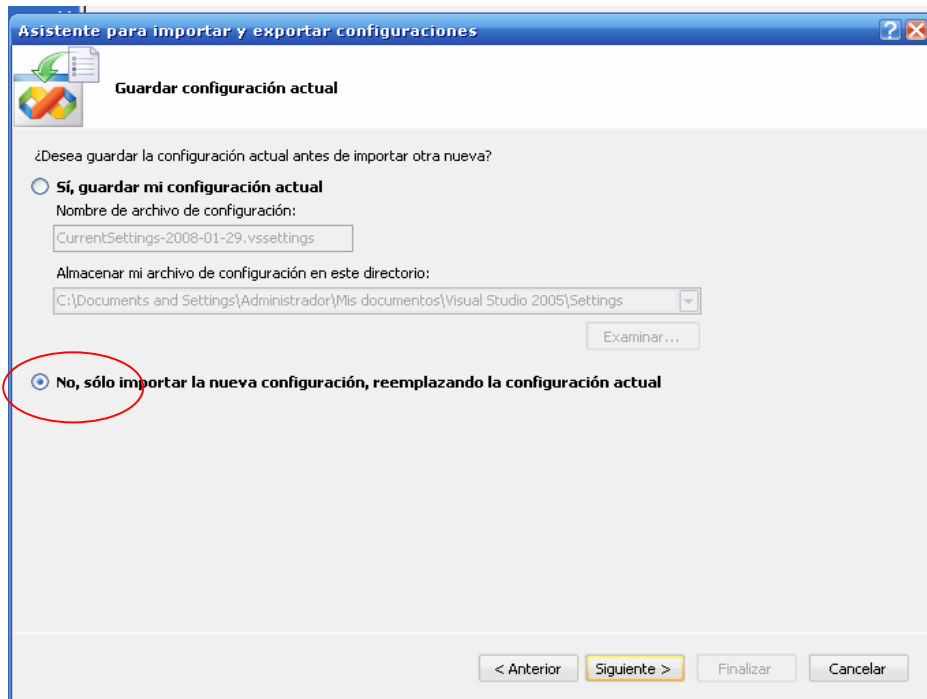 Asistente para importar y exportar configuraciones
Guardar configuración actual
¿Desea guardar la configuración actual antes de importar otra nueva?
Sí, guardar mi configuración actual
Nombre de archivo de configuración:
CurrentSettings-2008-01-29.vssettings
Almacenar mi archivo de configuración en este directorio:
C:\Documents and Settings\Administrador\Mis documentos\Visual Studio 2005\Settings
Examinar...
No, sólo importar la nueva configuración, reemplazando la configuración actual
< Anterior Siguiente > Finalizar Cancelar